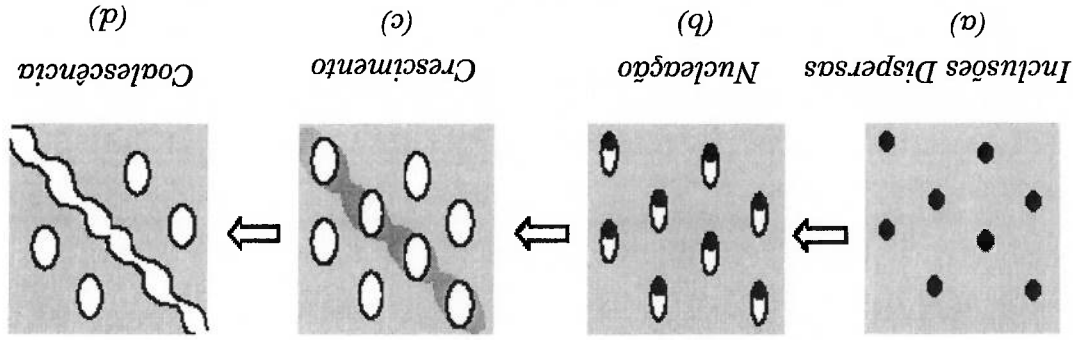 Inclusões Dispersas
(a)
Nucleação
(b)
Crescimento
(c)
Coalescência
(d)